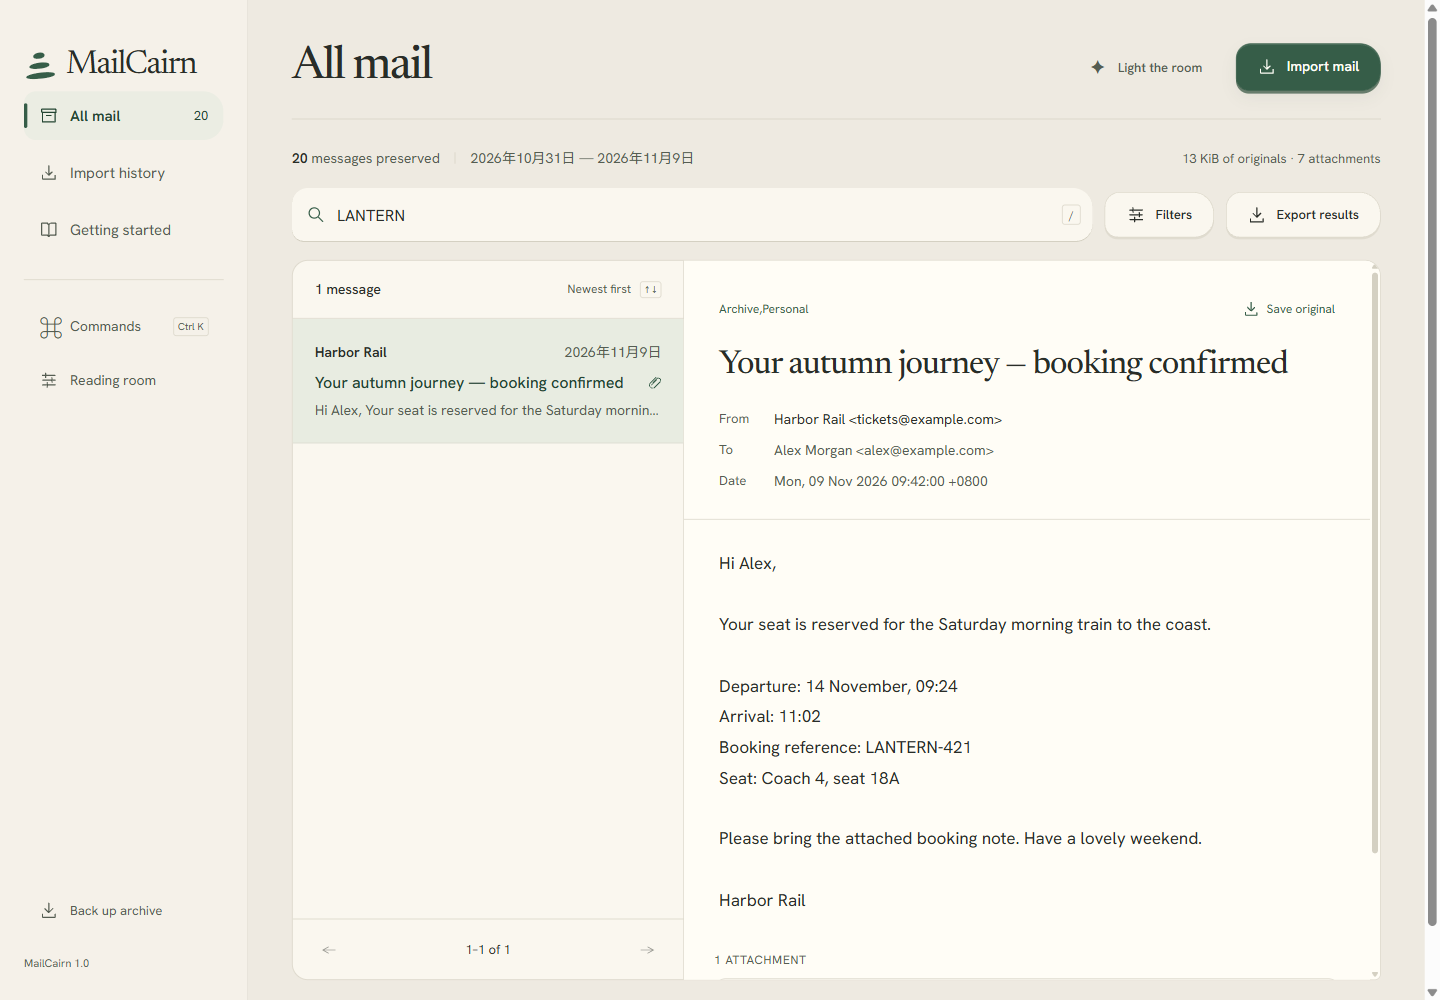 MailCairn
All mail 20
Import history
Getting started
Commands Ctrl K
Reading room
Back up archive
MailCairn 1.0
All mail
Light the room
Import mail
20 messages preserved 2026年10月31日 — 2026年11月9日
13 KiB of originals · 7 attachments
LANTERN /
Filters
Export results
1 message Newest first ↑↓
Harbor Rail 2026年11月9日
Your autumn journey — booking confirmed
Hi Alex, Your seat is reserved for the Saturday mornin...
← 1–1 of 1 →
Archive,Personal Save original
Your autumn journey — booking confirmed
From Harbor Rail <tickets@example.com>
To Alex Morgan <alex@example.com>
Date Mon, 09 Nov 2026 09:42:00 +0800
Hi Alex,
Your seat is reserved for the Saturday morning train to the coast.
Departure: 14 November, 09:24
Arrival: 11:02
Booking reference: LANTERN-421
Seat: Coach 4, seat 18A
Please bring the attached booking note. Have a lovely weekend.
Harbor Rail
1 ATTACHMENT